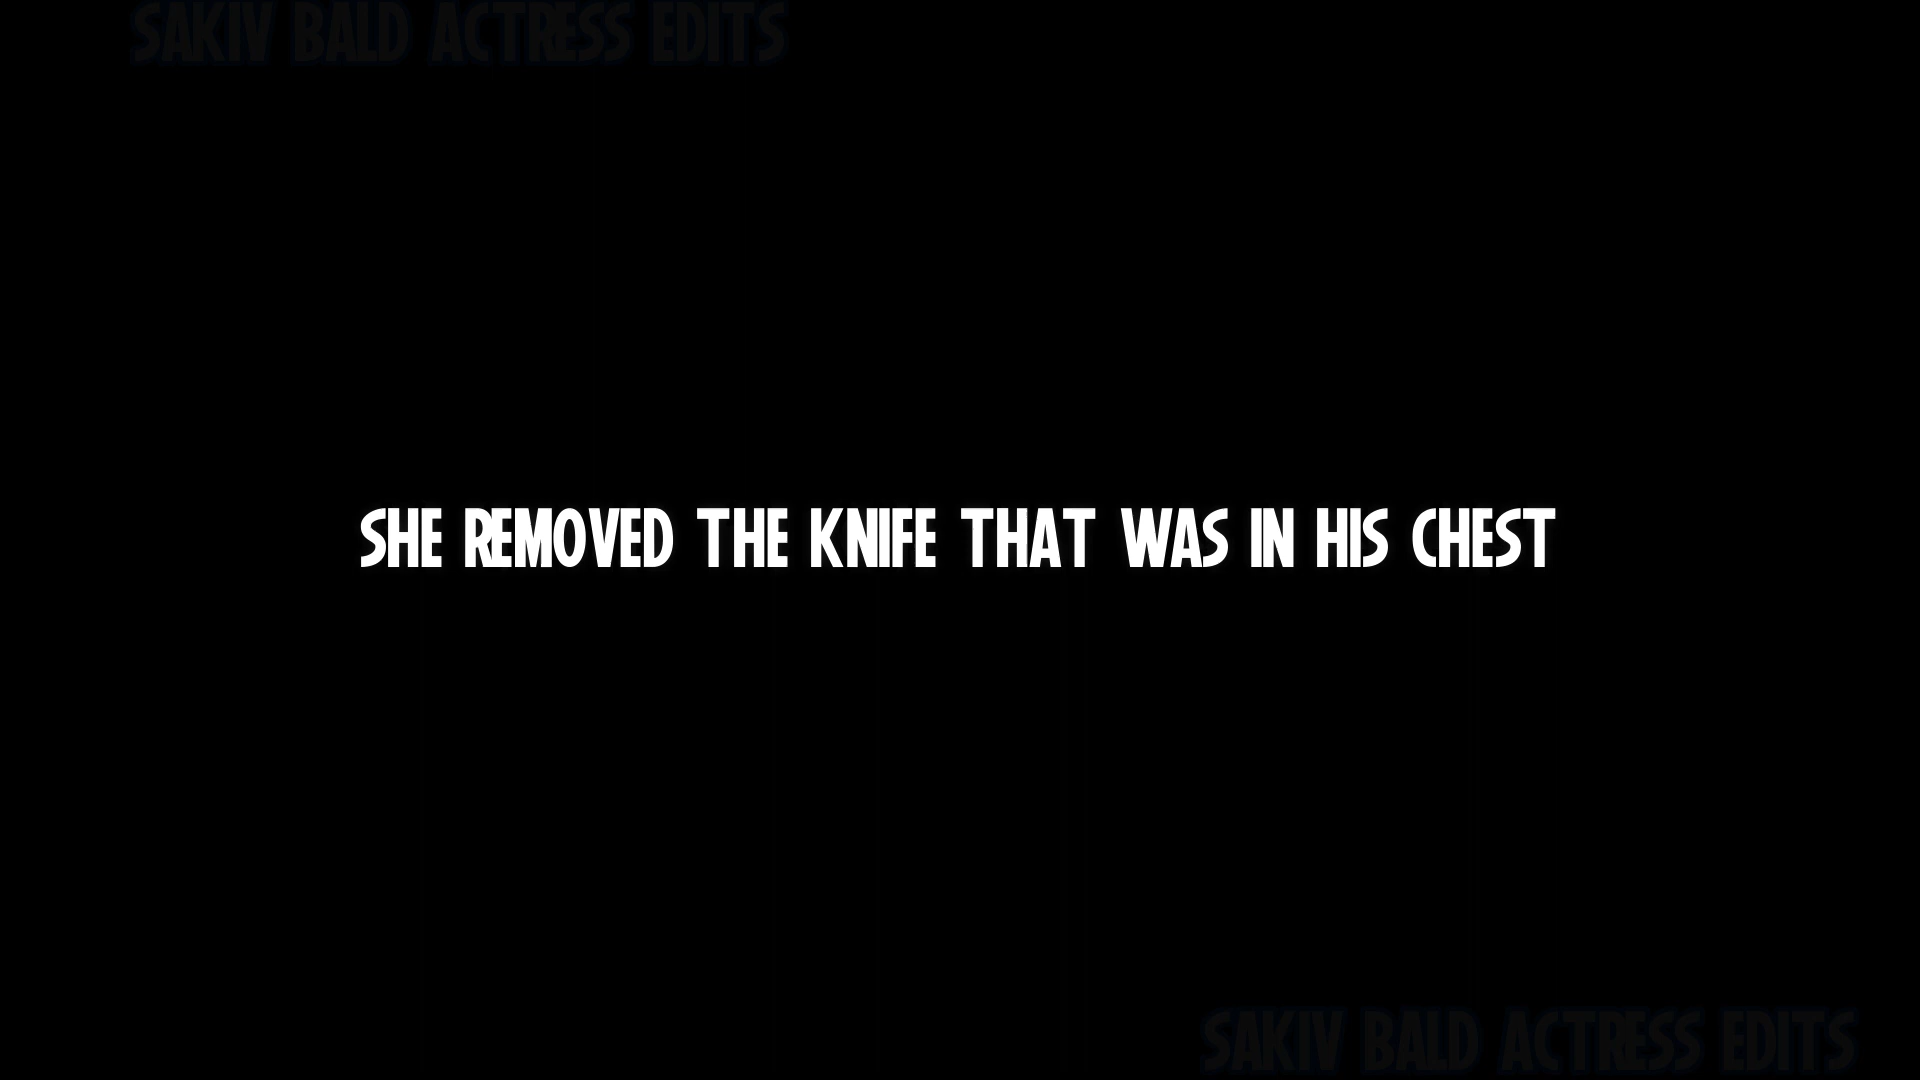 SAKIV BALD ACTRESS EDITS
SHE REMOVED THE KNIFE THAT WAS IN HIS CHEST
SAKIV BALD ACTRESS EDITS